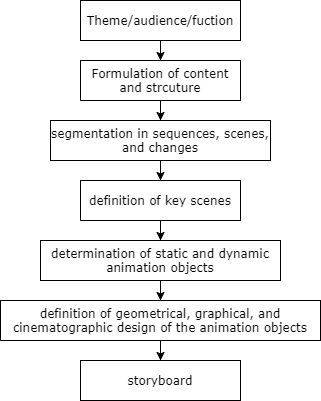 Theme/audience/fuction
Formulation of content
and strcuture
segmentation in sequences, scenes,
and changes
definition of key scenes
determination of static and dynamic
animation objects
definition of geometrical, graphical, and
cinematographic design of the animation objects
storyboard